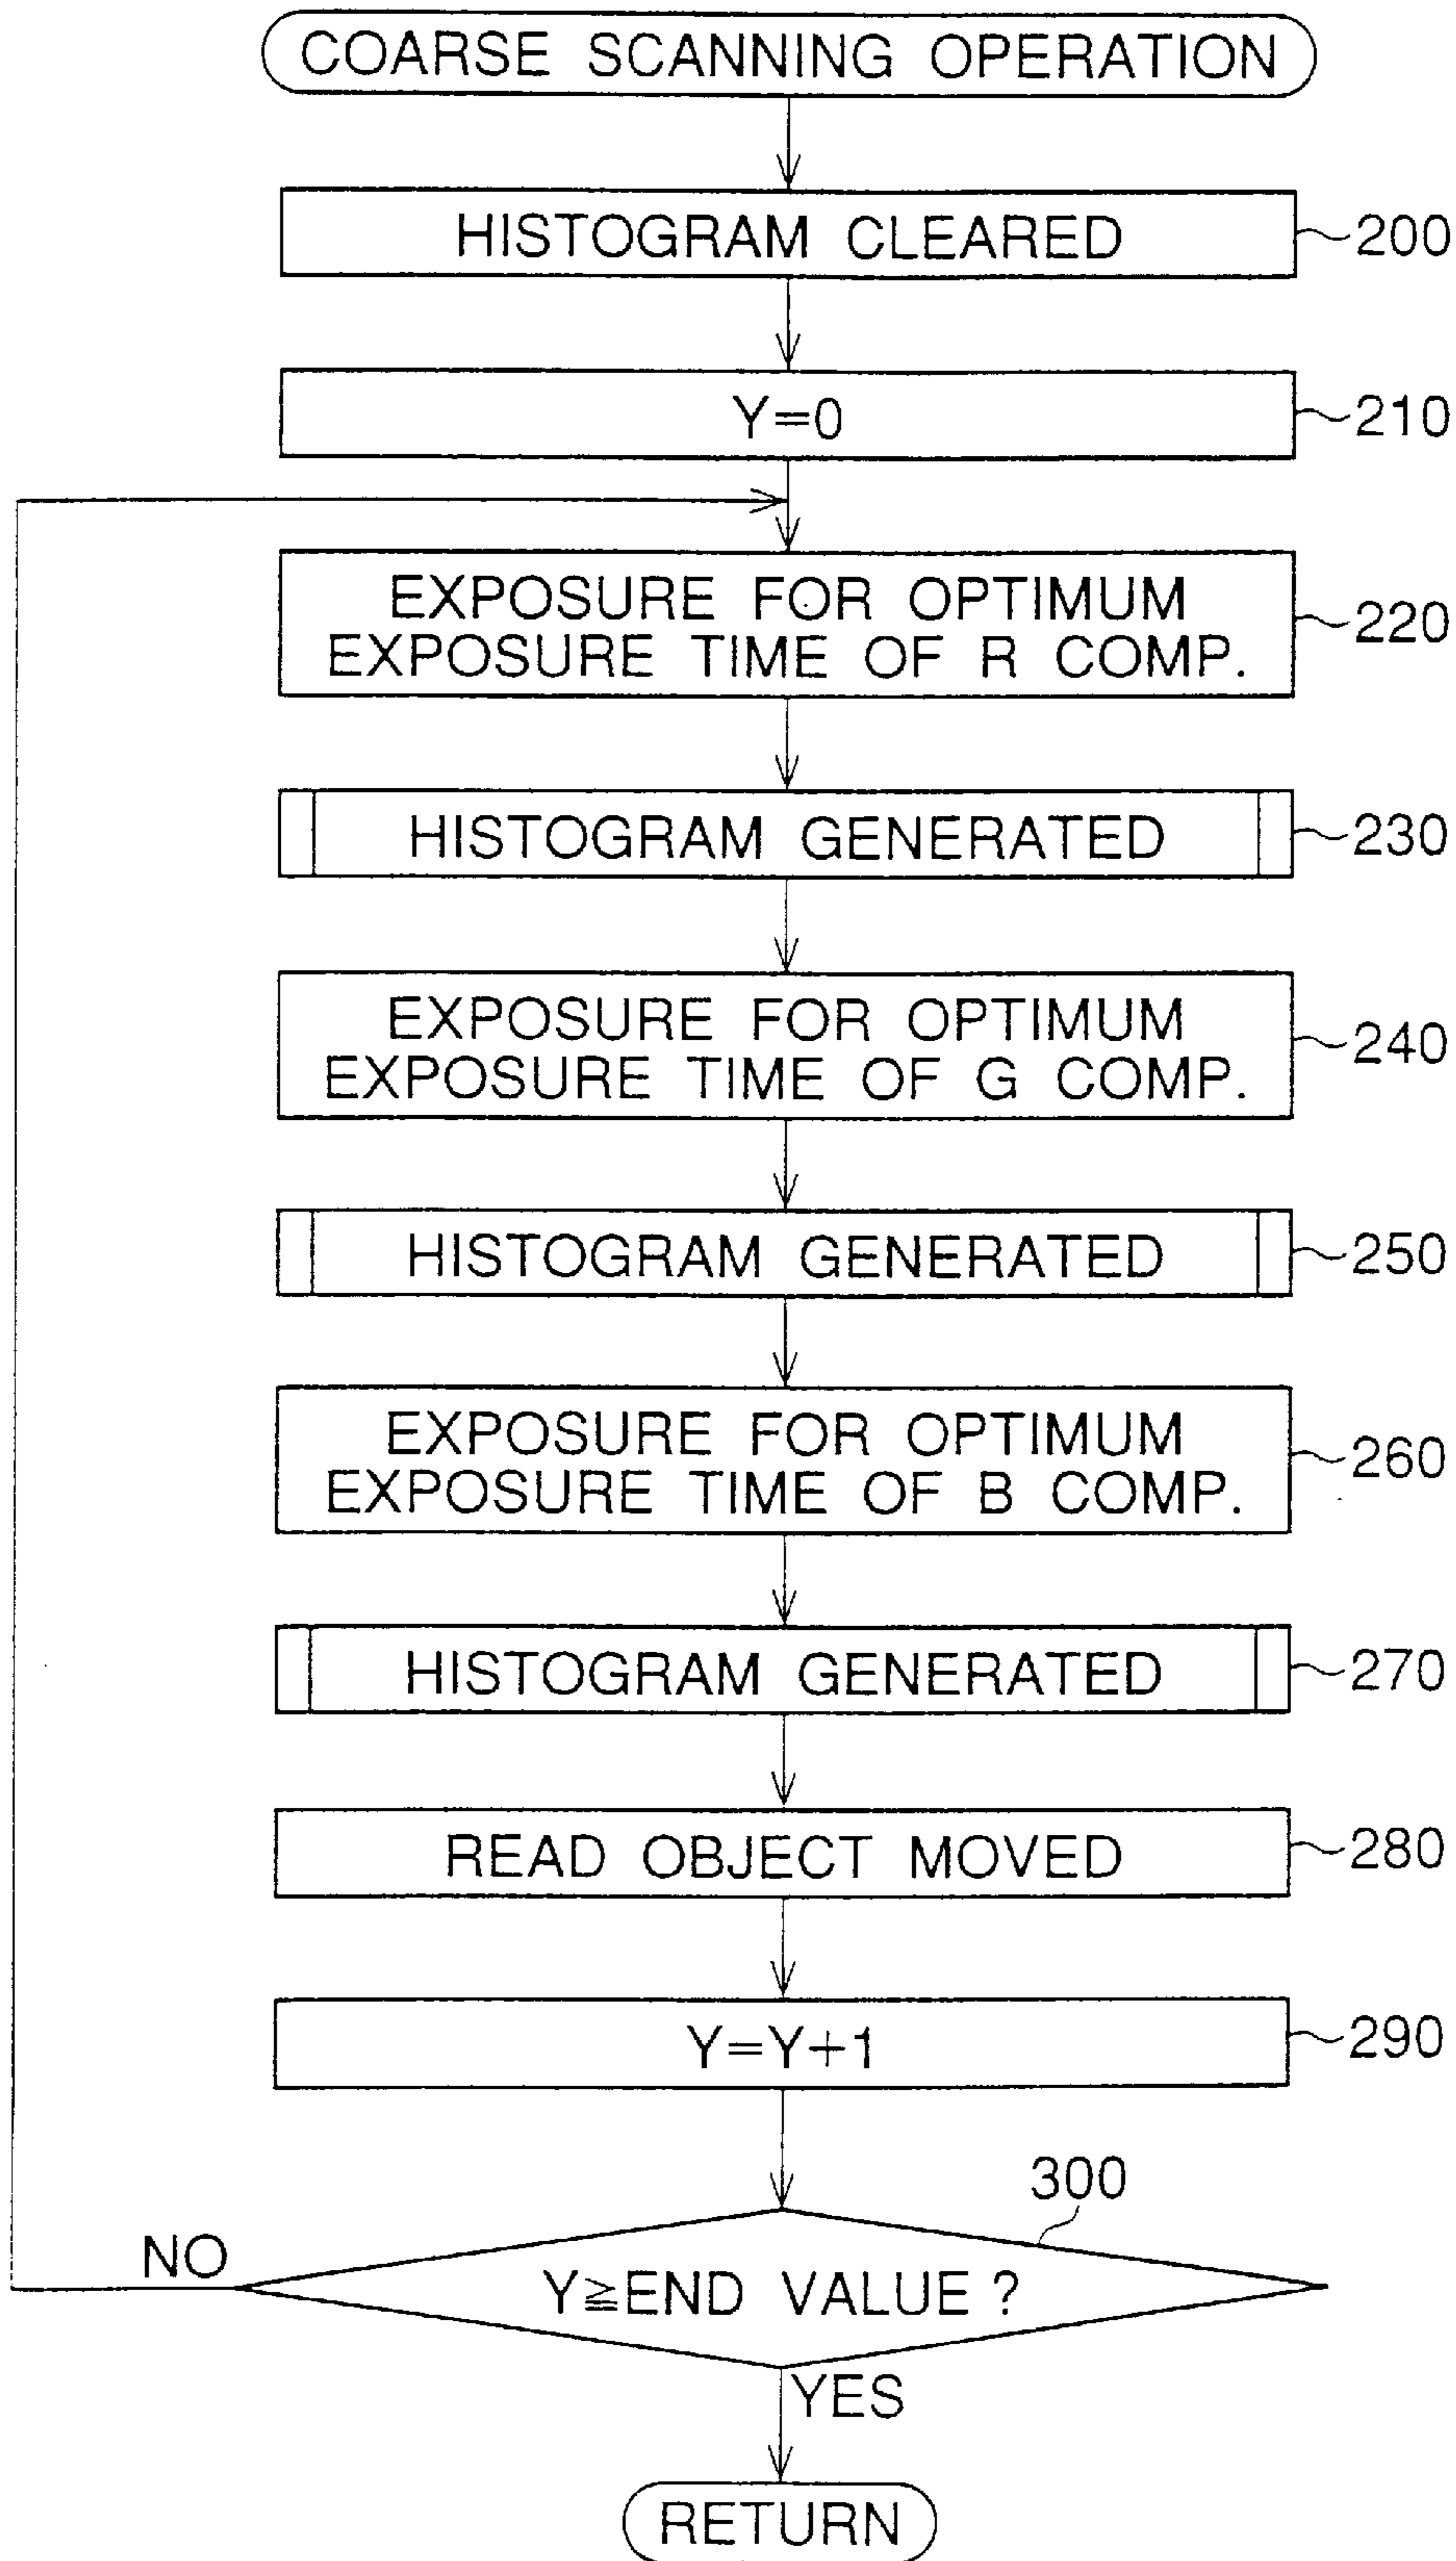 COARSE SCANNING OPERATION
HISTOGRAM CLEARED
200
Y=0
210
EXPOSURE FOR OPTIMUM
EXPOSURE TIME OF R COMP.
220
HISTOGRAM GENERATED
230
EXPOSURE FOR OPTIMUM
EXPOSURE TIME OF G COMP.
240
HISTOGRAM GENERATED
250
EXPOSURE FOR OPTIMUM
EXPOSURE TIME OF B COMP.
260
HISTOGRAM GENERATED
270
READ OBJECT MOVED
280
Y=Y+1
290
300
NO
Y≧END VALUE ?
YES
RETURN